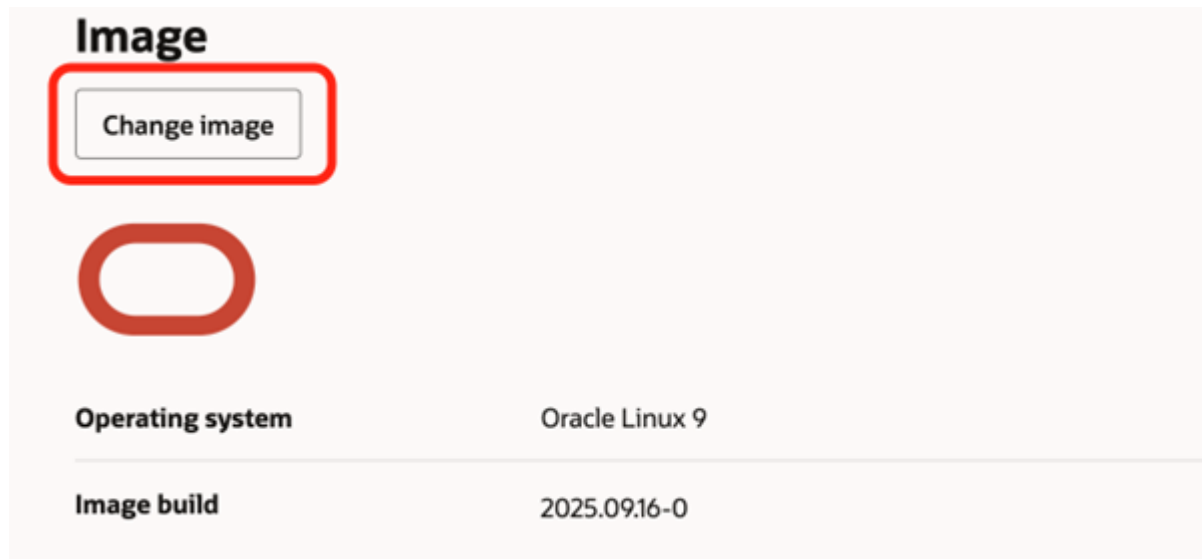 Image
Change image
Operating system Oracle Linux 9
Image build 2025.09.16-0